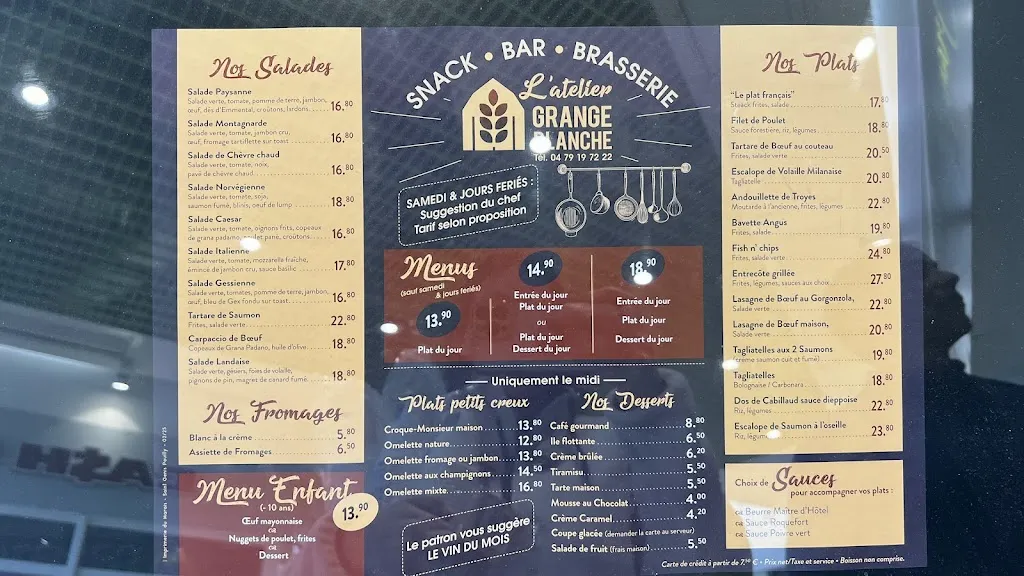 SNACK • BAR • BRASSERIE
L'atelier
GRANGE
BLANCHE
Tél. 04 79 19 72 22
SAMEDI & JOURS FERIÉS :
Suggestion du chef
Tarif selon proposition
Nos Salades
Salade Paysanne
Salade verte, tomate, pomme de terre, jambon,
œuf, dés d'Emmental, croûtons, lardons 16.80
Salade Montagnarde
Salade verte, tomate, jambon cru,
œuf, fromage tartiflette sur toast 16.80
Salade de Chèvre chaud
Salade verte, tomate, noix,
pavé de chèvre chaud 16.80
Salade Norvégienne
Salade verte, tomate, soja,
saumon fumé, blinis, oeuf de lump 18.80
Salade Caesar
Salade verte, tomate, oignons frits, copeaux
de grana padano, poulet pané, croûtons 16.80
Salade Italienne
Salade verte, tomate, mozzarella fraîche,
émincé de jambon cru, sauce basilic 17.80
Salade Gessienne
Salade verte, tomates, pomme de terre, jambon,
œuf, bleu de Gex fondu sur toast 16.80
Tartare de Saumon
Frites, salade verte 22.80
Carpaccio de Bœuf
Copeaux de Grana Padano, huile d'olive 18.80
Salade Landaise
Salade verte, gésiers, foies de volaille,
pignons de pin, magret de canard fumé 18.80
Nos Fromages
Blanc à la crème 5.80
Assiette de Fromages 6.50
Menu Enfant
(- 10 ans)
13.90
Œuf mayonnaise
OR
Nuggets de poulet, frites
OR
Dessert
Menus
(sauf samedi
& jours feriés)
13.90
Plat du jour
14.90
Entrée du jour
Plat du jour
ou
Plat du jour
Dessert du jour
18.90
Entrée du jour
Plat du jour
Dessert du jour
Uniquement le midi
Plats petits creux
Croque-Monsieur maison 13.80
Omelette nature 12.80
Omelette fromage ou jambon 13.80
Omelette aux champignons 14.50
Omelette mixte 16.80
Le patron vous suggère
LE VIN DU MOIS
Nos Desserts
Café gourmand 8.80
Ile flottante 6.50
Crème brûlée 6.20
Tiramisu 5.50
Tarte maison 5.50
Mousse au Chocolat 4.00
Crème Caramel 4.20
Coupe glacée (demander la carte au serveur)
Salade de fruit (frais maison) 5.50
Nos Plats
"Le plat français"
Steack frites, salade 17.80
Filet de Poulet
Sauce forestière, riz, légumes 18.80
Tartare de Bœuf au couteau
Frites, salade verte 20.50
Escalope de Volaille Milanaise
Tagliatelle 20.80
Andouillette de Troyes
Moutarde à l'ancienne, frites, légumes 22.80
Bavette Angus
Frites, salade 19.80
Fish n' chips
Frites, salade verte 24.80
Entrecôte grillée
Frites, légumes, sauces aux choix 27.80
Lasagne de Bœuf au Gorgonzola,
Salade verte 22.80
Lasagne de Bœuf maison,
Salade verte 20.80
Tagliatelles aux 2 Saumons
(crème saumon cuit et fumé) 19.80
Tagliatelles
Bolognaise / Carbonara 18.80
Dos de Cabillaud sauce dieppoise
Riz, légumes 22.80
Escalope de Saumon à l'oseille
Riz, légumes 23.80
Choix de Sauces
pour accompagner vos plats :
OR Beurre Maître d'Hôtel
OR Sauce Roquefort
OR Sauce Poivre vert
Carte de crédit à partir de 7,50 € • Prix net/Taxe et service • Boisson non comprise.